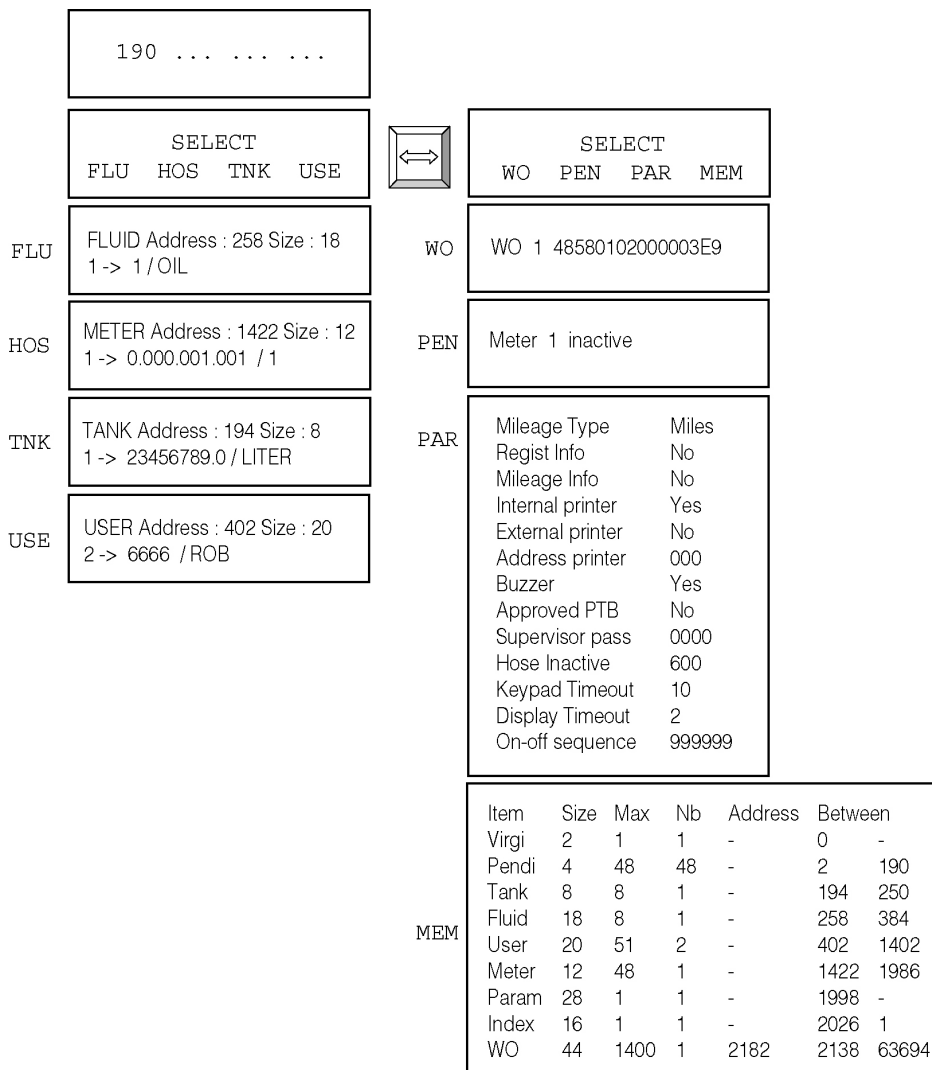 190 ... ... ...
SELECT
FLU HOS TNK USE
FLU
FLUID Address : 258 Size : 18
1 -> 1 / OIL
HOS
METER Address : 1422 Size : 12
1 -> 0.000.001.001 / 1
TNK
TANK Address : 194 Size : 8
1 -> 23456789.0 / LITER
USE
USER Address : 402 Size : 20
2 -> 6666 / ROB
SELECT
WO PEN PAR MEM
WO
WO 1 48580102000003E9
PEN
Meter 1 inactive
PAR
Mileage Type Miles
Regist Info No
Mileage Info No
Internal printer Yes
External printer No
Address printer 000
Buzzer Yes
Approved PTB No
Supervisor pass 0000
Hose Inactive 600
Keypad Timeout 10
Display Timeout 2
On-off sequence 999999
MEM
Item Size Max Nb Address Between
Virgi 2 1 1 - 0 -
Pendi 4 48 48 - 2 190
Tank 8 8 1 - 194 250
Fluid 18 8 1 - 258 384
User 20 51 2 - 402 1402
Meter 12 48 1 - 1422 1986
Param 28 1 1 - 1998 -
Index 16 1 1 - 2026 1
WO 44 1400 1 2182 2138 63694